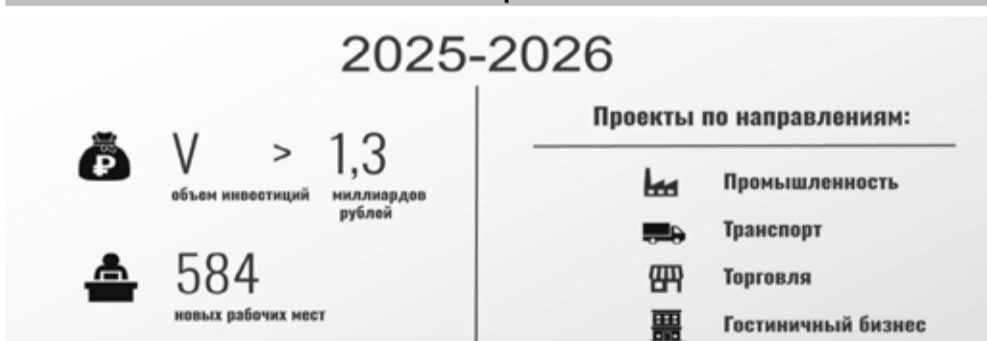 2025-2026
V > 1,3
объем инвестиций миллиардов
рублей
584
новых рабочих мест
Проекты по направлениям:
Промышленность
Транспорт
Торговля
Гостиничный бизнес